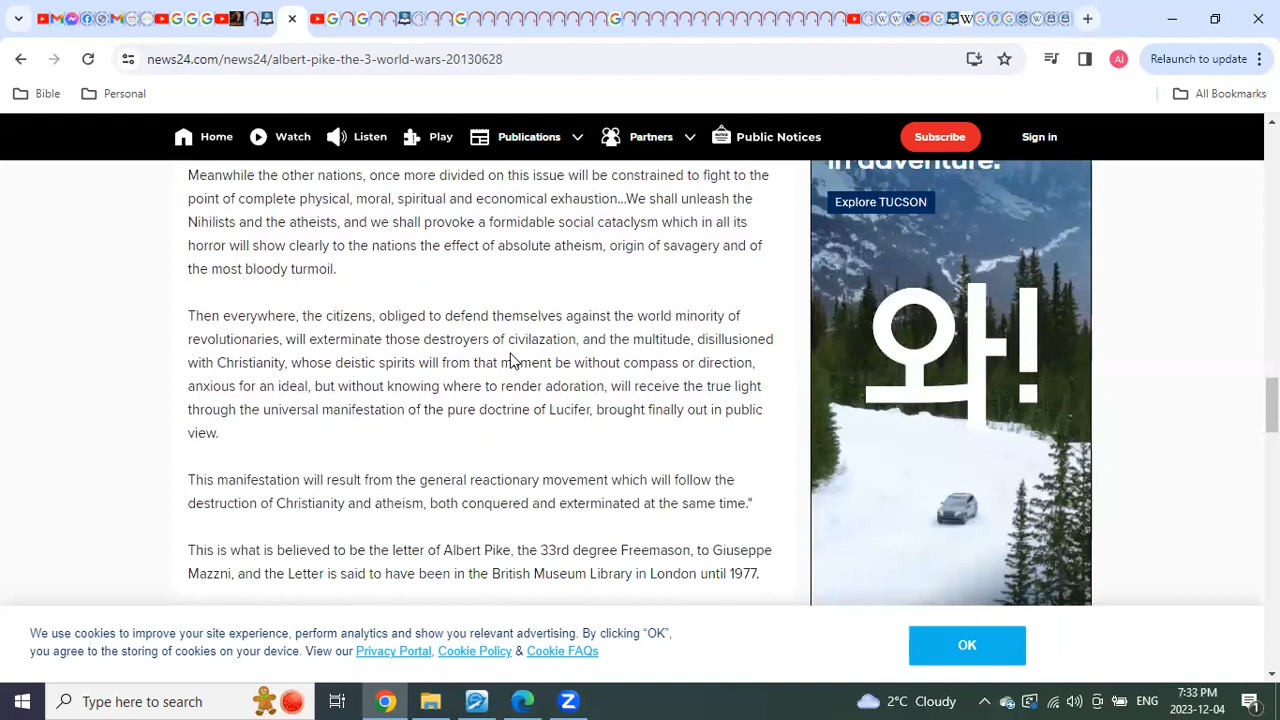 news24.com/news24/albert-pike-the-3-world-wars-20130628
AI
Relaunch to update
Bible
Personal
All Bookmarks
Home
Watch
Listen
Play
Publications
Partners
Public Notices
Subscribe
Sign in
in adventure.
Explore TUCSON
와!
Meanwhile the other nations, once more divided on this issue will be constrained to fight to the
point of complete physical, moral, spiritual and economical exhaustion...We shall unleash the
Nihilists and the atheists, and we shall provoke a formidable social cataclysm which in all its
horror will show clearly to the nations the effect of absolute atheism, origin of savagery and of
the most bloody turmoil.
Then everywhere, the citizens, obliged to defend themselves against the world minority of
revolutionaries, will exterminate those destroyers of civilazation, and the multitude, disillusioned
with Christianity, whose deistic spirits will from that moment be without compass or direction,
anxious for an ideal, but without knowing where to render adoration, will receive the true light
through the universal manifestation of the pure doctrine of Lucifer, brought finally out in public
view.
This manifestation will result from the general reactionary movement which will follow the
destruction of Christianity and atheism, both conquered and exterminated at the same time."
This is what is believed to be the letter of Albert Pike, the 33rd degree Freemason, to Giuseppe
Mazzni, and the Letter is said to have been in the British Museum Library in London until 1977.
We use cookies to improve your site experience, perform analytics and show you relevant advertising. By clicking “OK”,
you agree to the storing of cookies on your device. View our Privacy Portal, Cookie Policy & Cookie FAQs
OK
Type here to search
2°C Cloudy
ENG
7:33 PM
2023-12-04
1